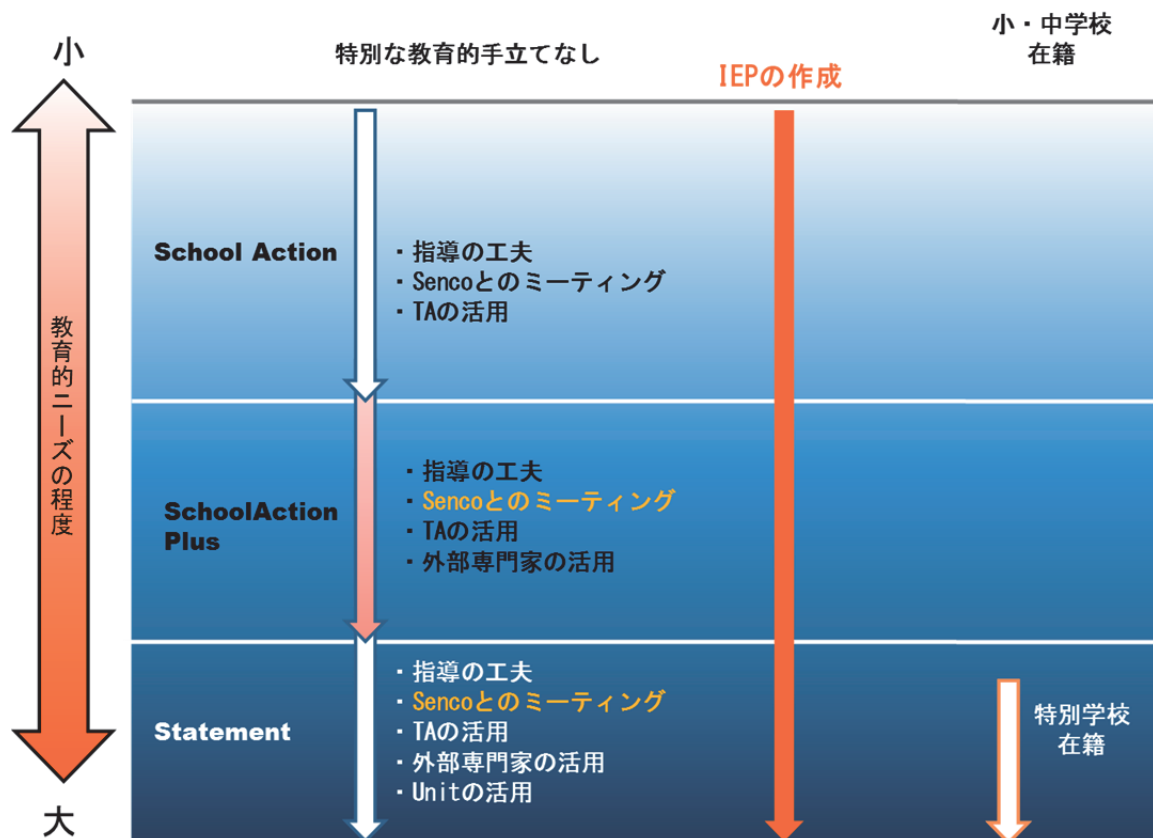 小
特別な教育的手立てなし
小・中学校
在籍
IEPの作成
School Action
・指導の工夫
・Sencoとのミーティング
・TAの活用
教育的ニーズの程度
SchoolAction
Plus
・指導の工夫
・Sencoとのミーティング
・TAの活用
・外部専門家の活用
Statement
・指導の工夫
・Sencoとのミーティング
・TAの活用
・外部専門家の活用
・Unitの活用
特別学校
在籍
大